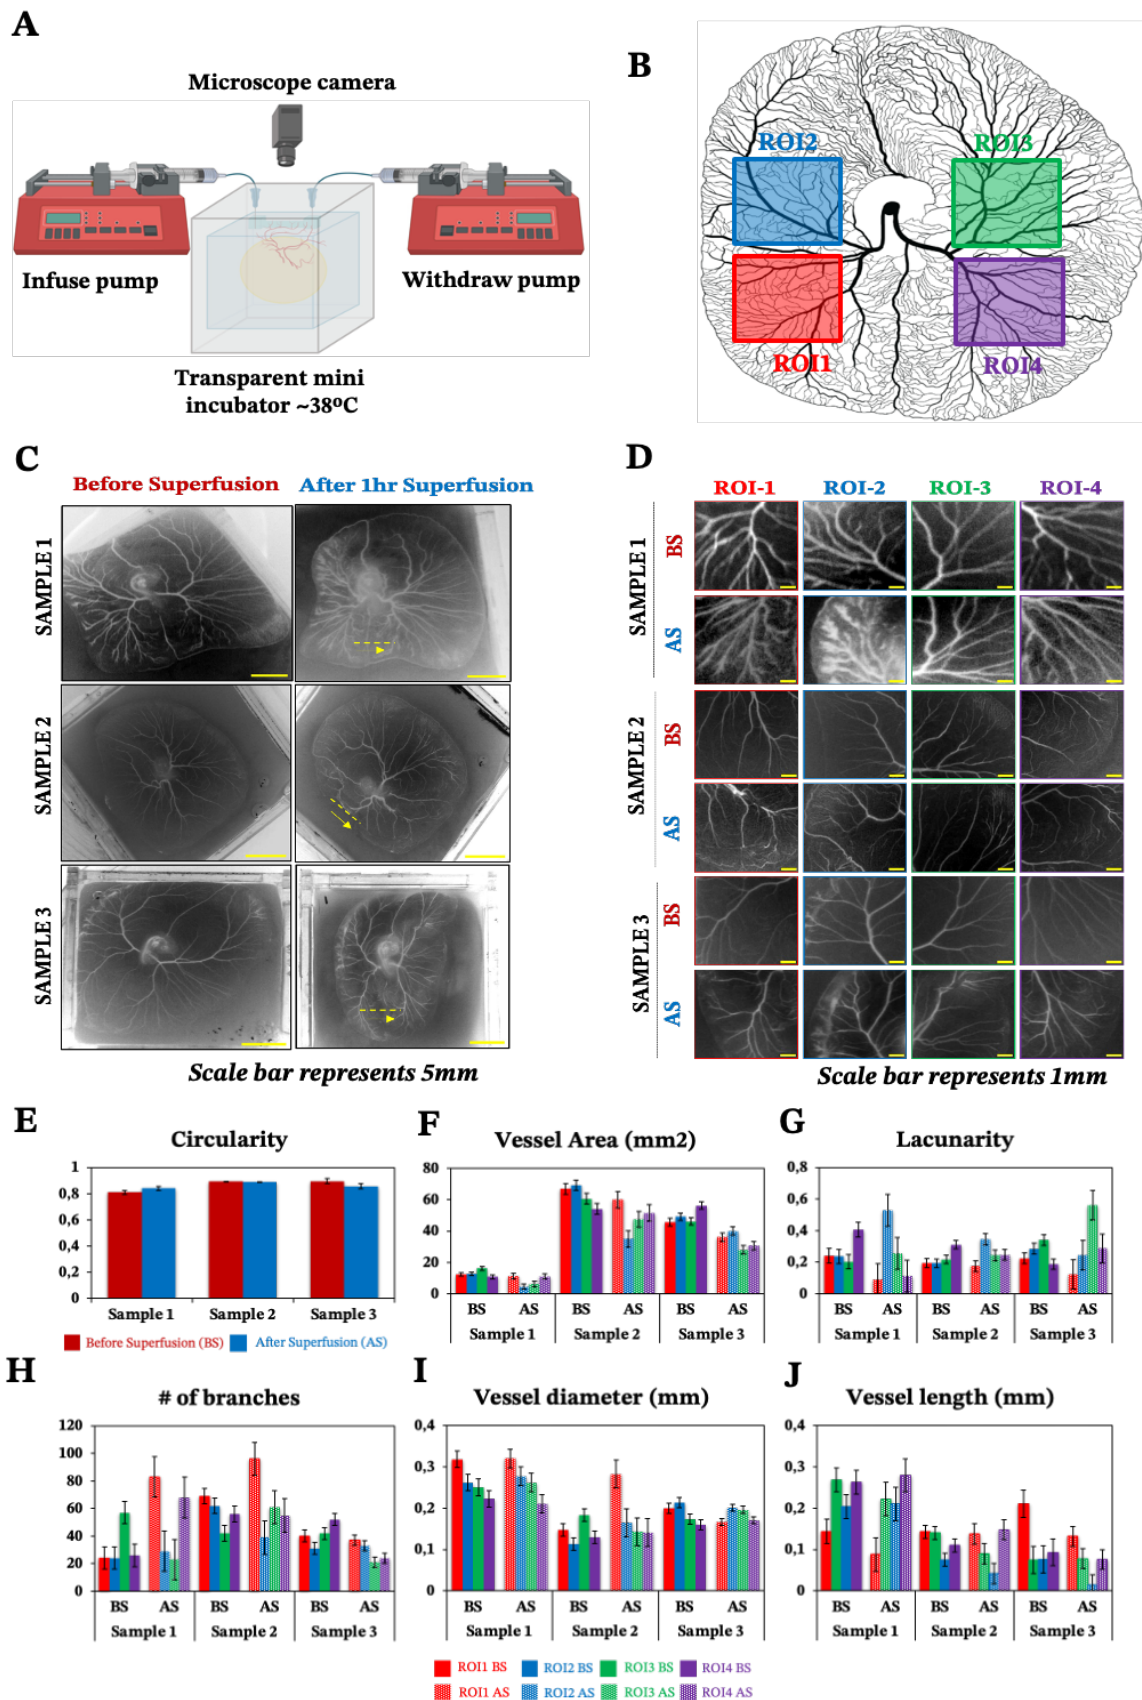 A
Microscope camera
Infuse pump
Withdraw pump
Transparent mini
incubator ~38ºC
B
ROI2
ROI3
ROI1
ROI4
C
Before Superfusion
After 1hr Superfusion
SAMPLE 1
SAMPLE 2
SAMPLE 3
Scale bar represents 5mm
D
ROI-1
ROI-2
ROI-3
ROI-4
SAMPLE 1
BS
AS
SAMPLE 2
BS
AS
SAMPLE 3
BS
AS
Scale bar represents 1mm
E
Circularity
1
0,8
0,6
0,4
0,2
0
Sample 1
Sample 2
Sample 3
Before Superfusion (BS)
After Superfusion (AS)
F
Vessel Area (mm2)
80
60
40
20
0
BS
AS
Sample 1
Sample 2
BS
AS
Sample 3
G
Lacunarity
0,8
0,6
0,4
0,2
0
BS
AS
BS
AS
BS
AS
Sample 1
Sample 2
Sample 3
H
# of branches
120
100
80
60
40
20
0
BS
AS
BS
AS
BS
AS
Sample 1
Sample 2
Sample 3
I
Vessel diameter (mm)
0,4
0,3
0,2
0,1
0
BS
AS
BS
AS
BS
AS
Sample 1
Sample 2
Sample 3
J
Vessel length (mm)
0,4
0,3
0,2
0,1
0
BS
AS
BS
AS
BS
AS
Sample 1
Sample 2
Sample 3
ROI1 BS
ROI2 BS
ROI3 BS
ROI4 BS
ROI1 AS
ROI2 AS
ROI3 AS
ROI4 AS